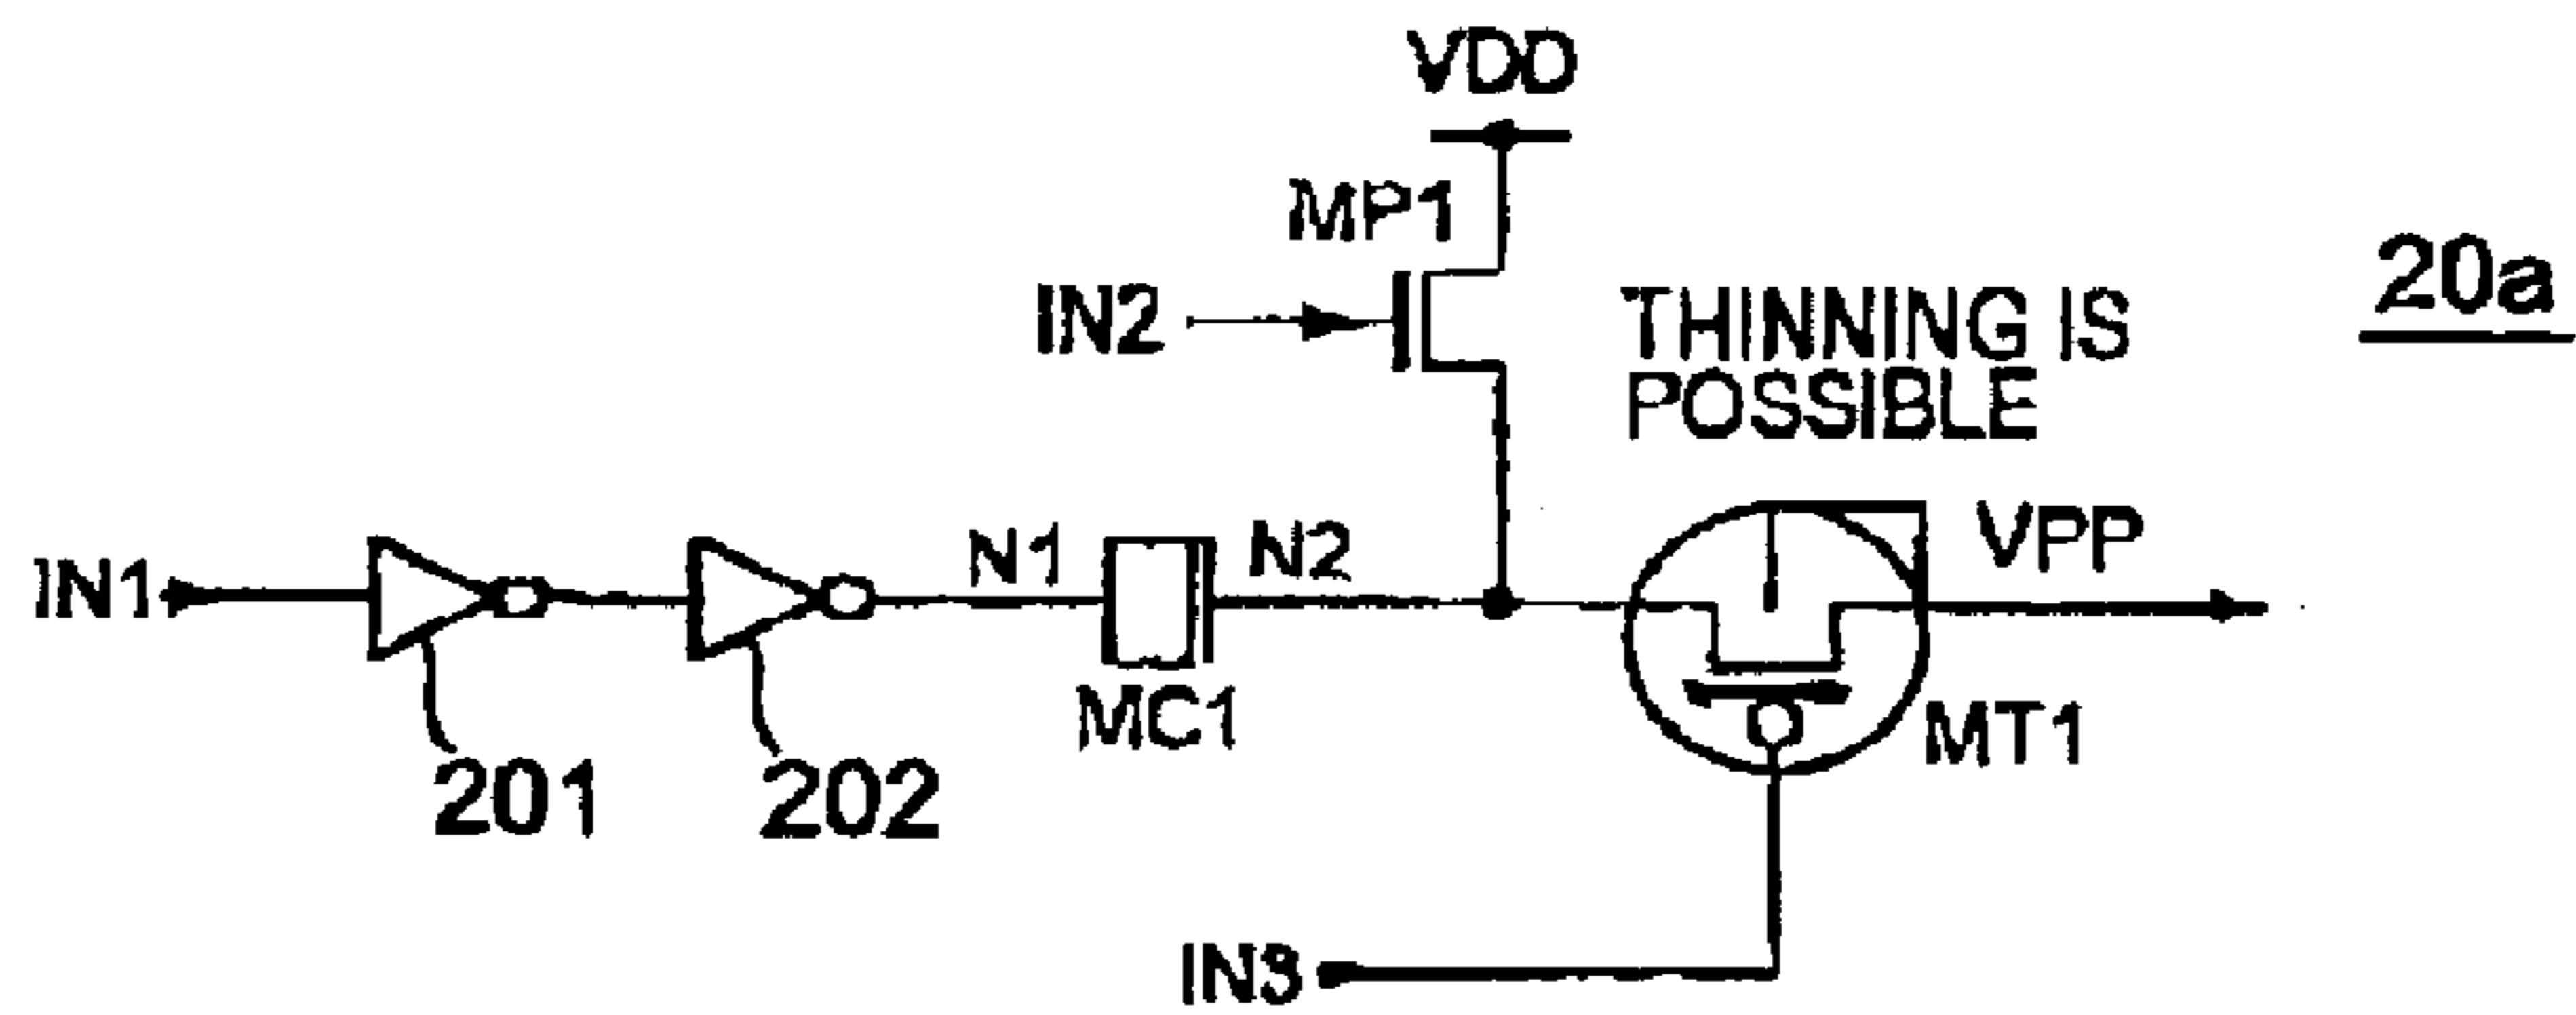 VDD
MP1
20a
IN2
THINNING IS
POSSIBLE
IN1
N1
N2
VPP
MC1
MT1
201
202
IN3